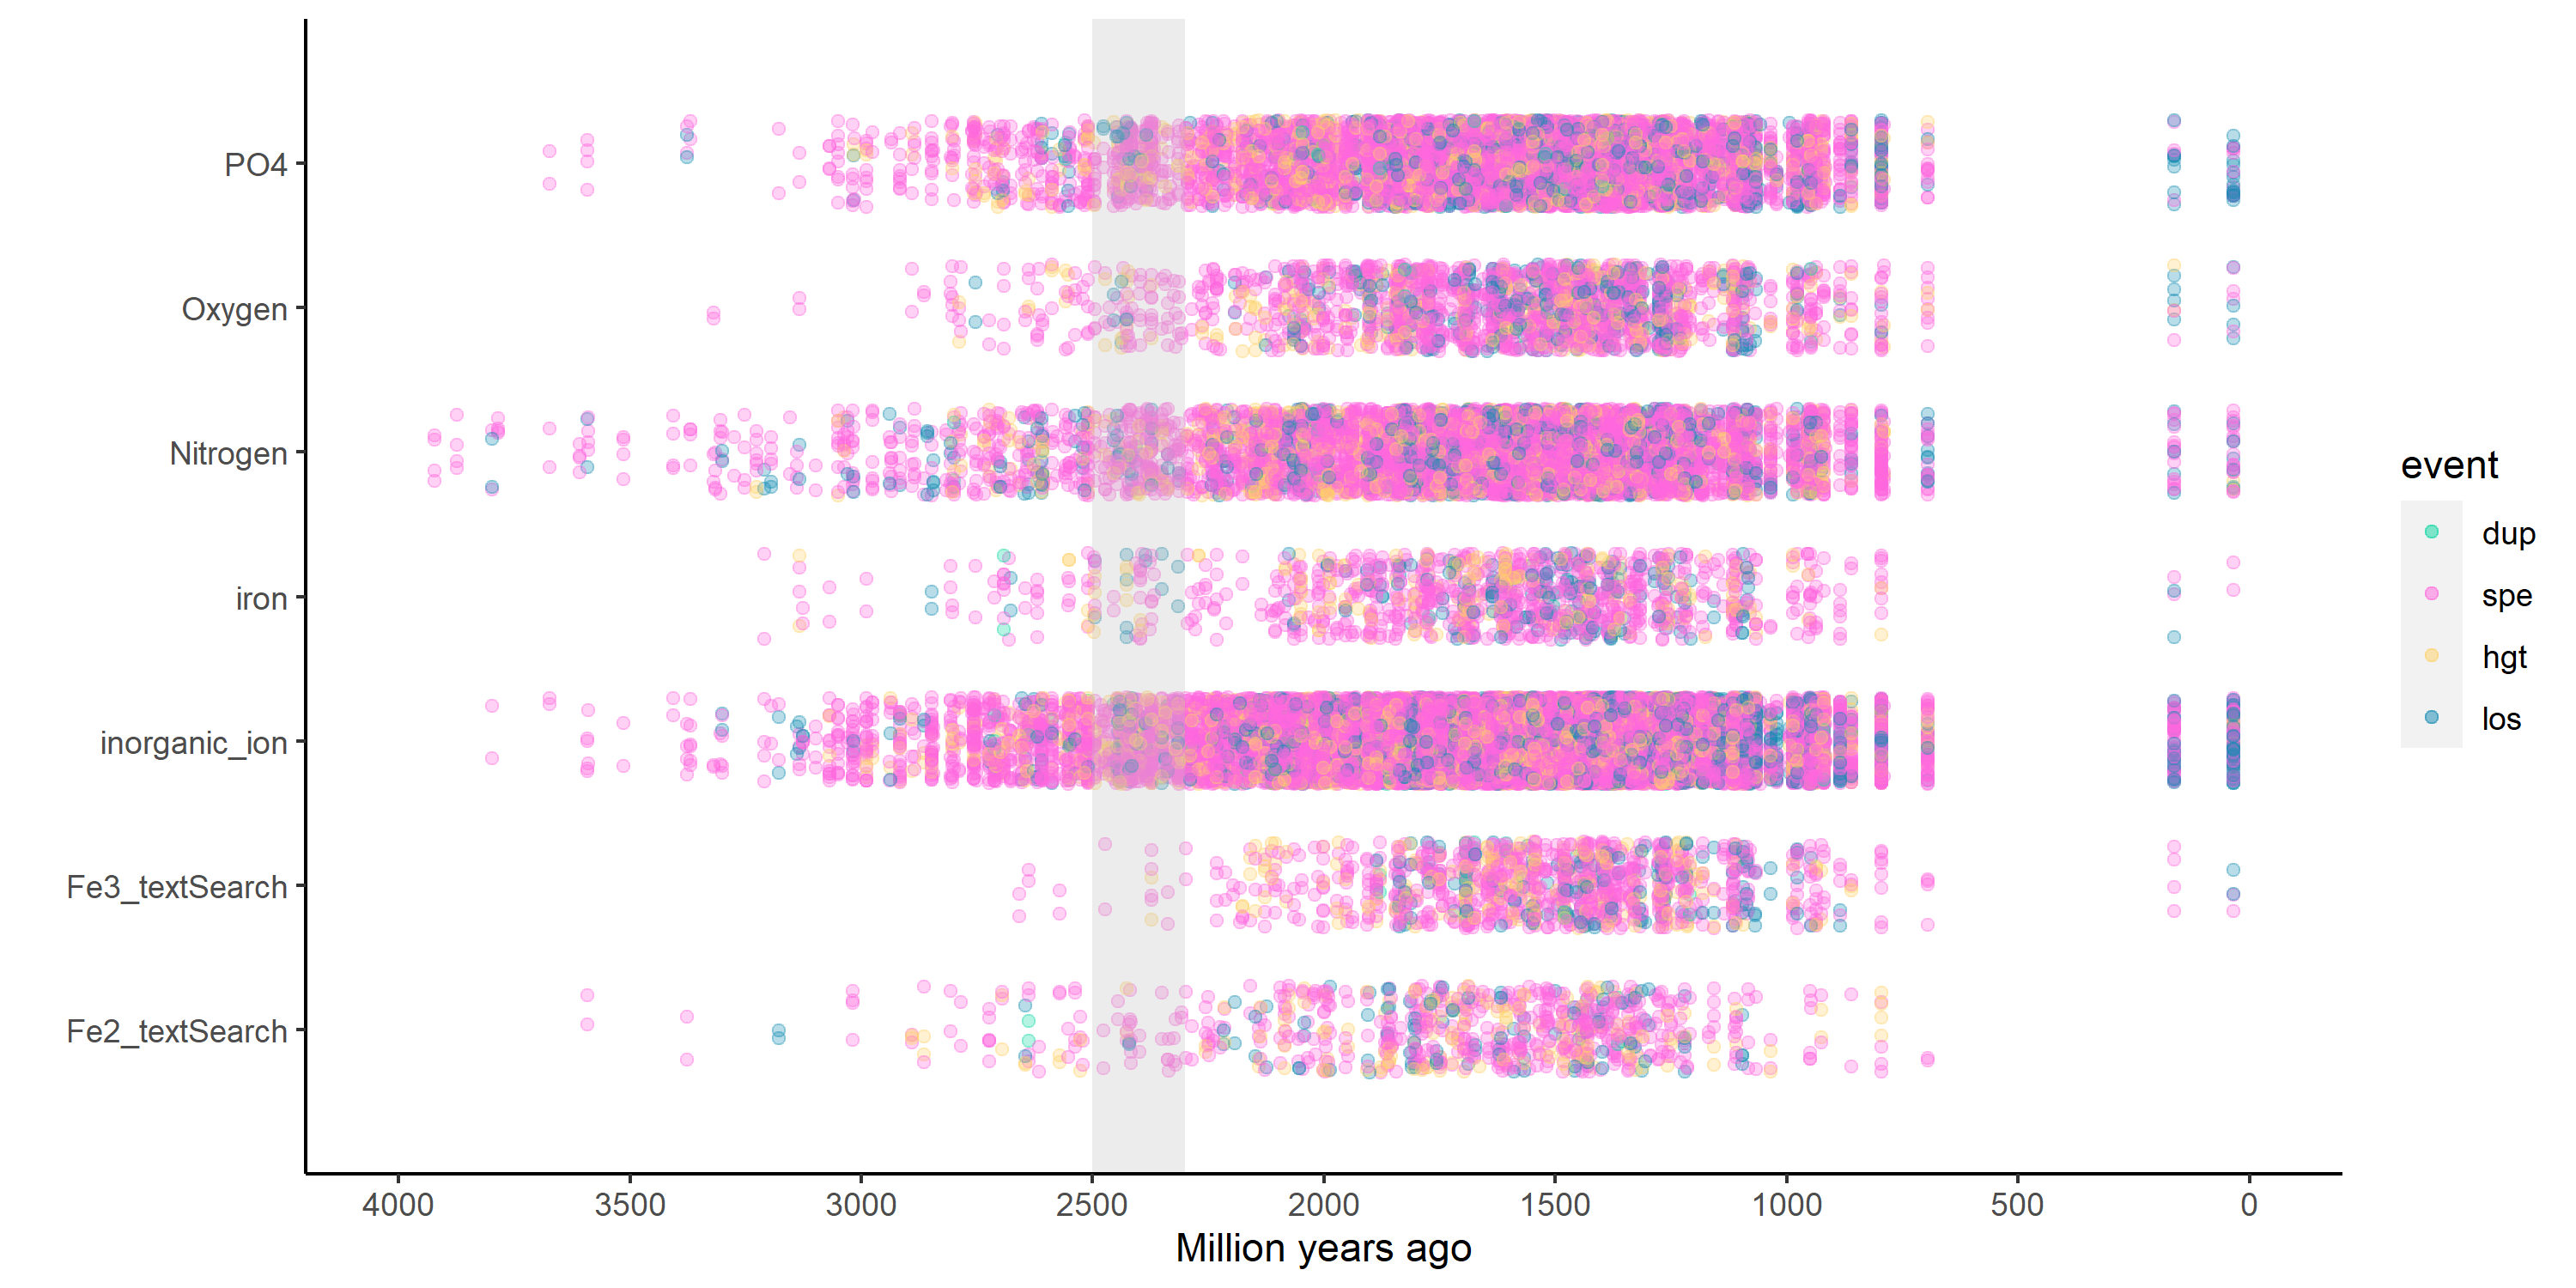 PO4
Oxygen
Nitrogen
iron
inorganic_ion
Fe3_textSearch
Fe2_textSearch
4000 3500 3000 2500 2000 1500 1000 500 0
Million years ago
event
dup
spe
hgt
los